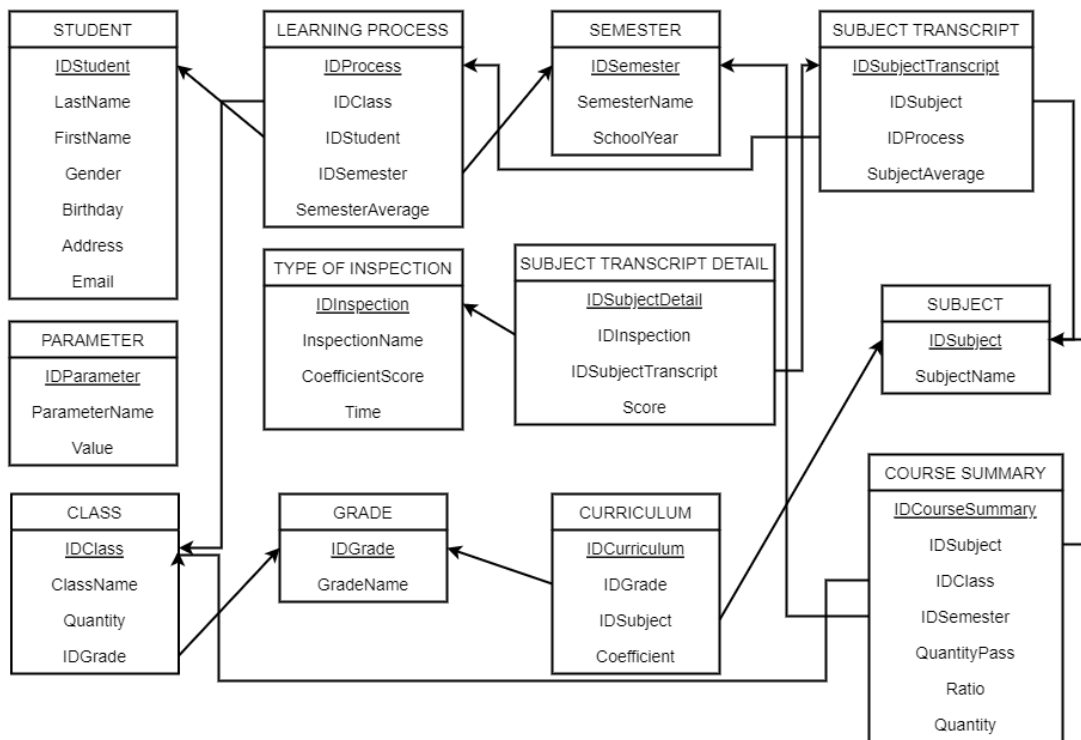 STUDENT
IDStudent
LastName
FirstName
Gender
Birthday
Address
Email
LEARNING PROCESS
IDProcess
IDClass
IDStudent
IDSemester
SemesterAverage
SEMESTER
IDSemester
SemesterName
SchoolYear
SUBJECT TRANSCRIPT
IDSubjectTranscript
IDSubject
IDProcess
SubjectAverage
TYPE OF INSPECTION
IDInspection
InspectionName
CoefficientScore
Time
SUBJECT TRANSCRIPT DETAIL
IDSubjectDetail
IDInspection
IDSubjectTranscript
Score
SUBJECT
IDSubject
SubjectName
PARAMETER
IDParameter
ParameterName
Value
CLASS
IDClass
ClassName
Quantity
IDGrade
GRADE
IDGrade
GradeName
CURRICULUM
IDCurriculum
IDGrade
IDSubject
Coefficient
COURSE SUMMARY
IDCourseSummary
IDSubject
IDClass
IDSemester
QuantityPass
Ratio
Quantity